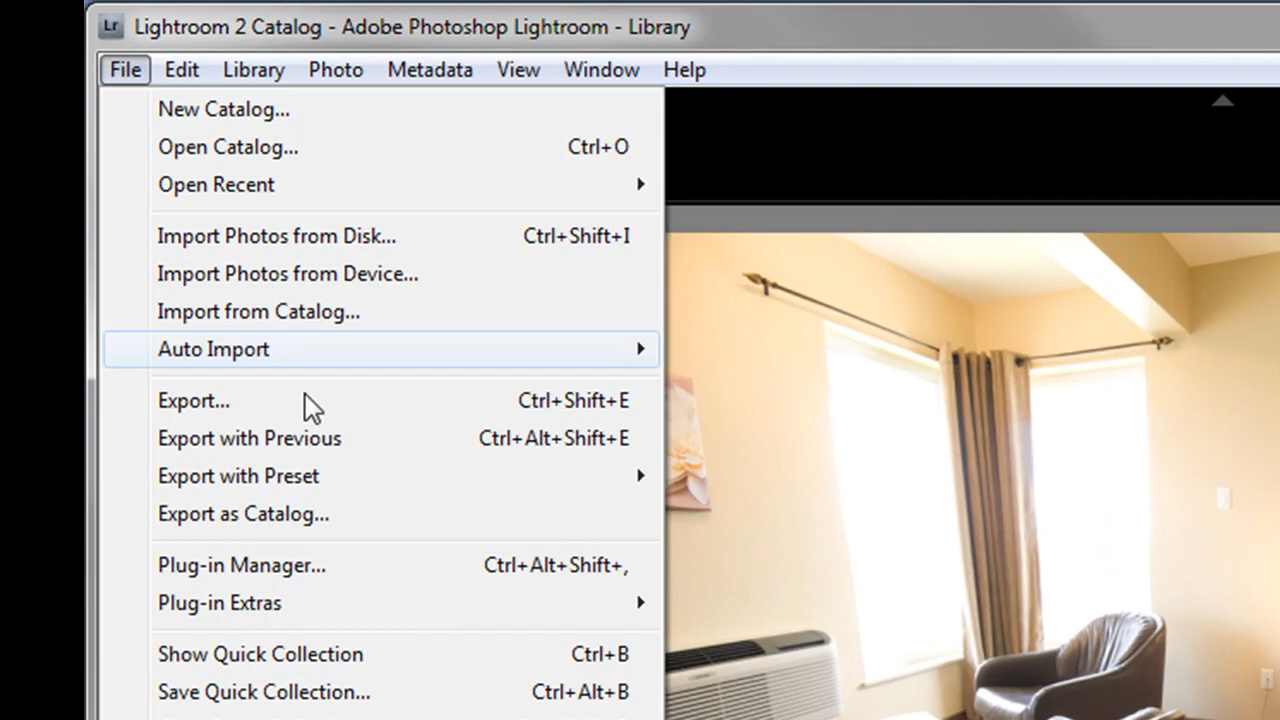 Lr Lightroom 2 Catalog - Adobe Photoshop Lightroom - Library
File Edit Library Photo Metadata View Window Help
New Catalog...
Open Catalog... Ctrl+O
Open Recent
Import Photos from Disk... Ctrl+Shift+I
Import Photos from Device...
Import from Catalog...
Auto Import
Export... Ctrl+Shift+E
Export with Previous Ctrl+Alt+Shift+E
Export with Preset
Export as Catalog...
Plug-in Manager... Ctrl+Alt+Shift+,
Plug-in Extras
Show Quick Collection Ctrl+B
Save Quick Collection... Ctrl+Alt+B